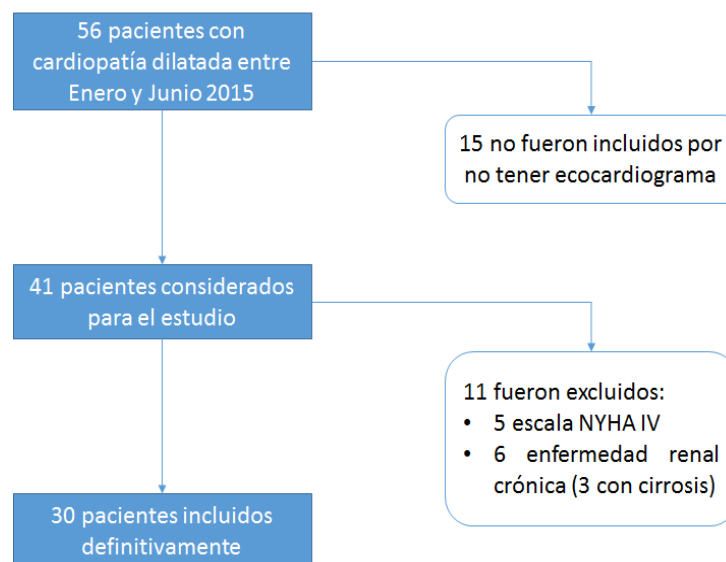 56 pacientes con
cardiopatía dilatada entre
Enero y Junio 2015
15 no fueron incluidos por
no tener ecocardiograma
41 pacientes considerados
para el estudio
11 fueron excluidos:
• 5 escala NYHA IV
• 6 enfermedad renal
crónica (3 con cirrosis)
30 pacientes incluidos
definitivamente